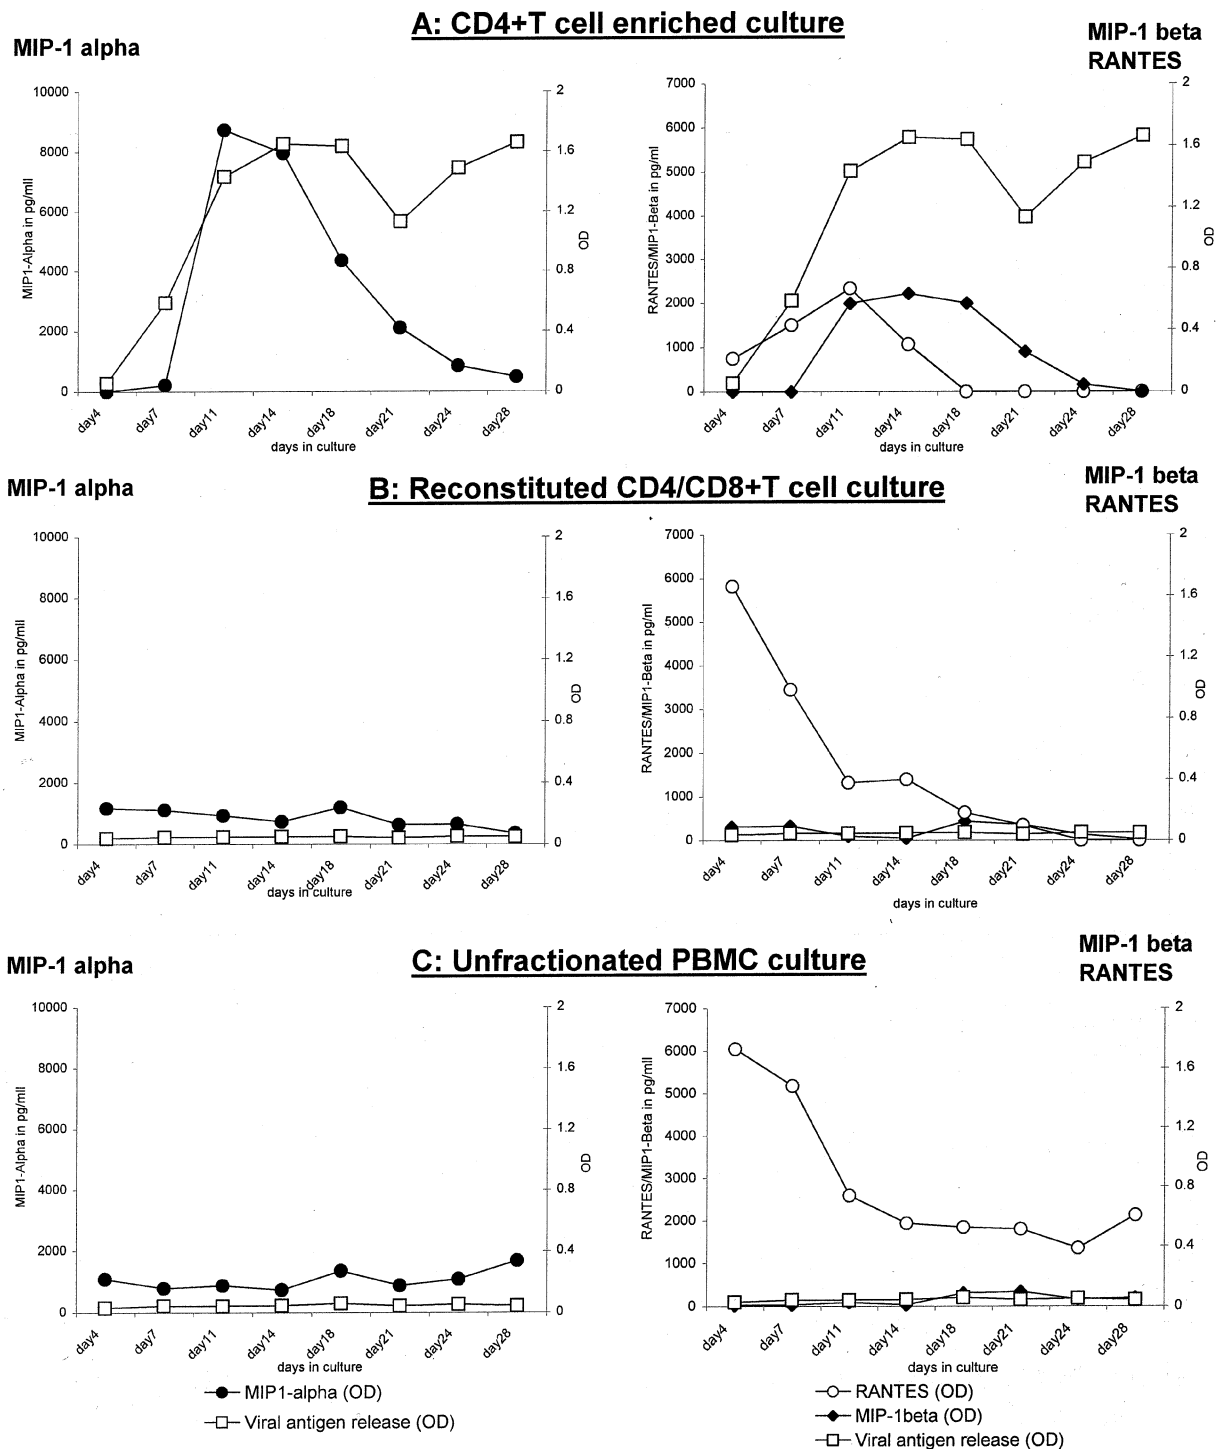 A: CD4+T cell enriched culture
MIP-1 alpha
MIP-1 beta
RANTES
10000
8000
6000
4000
2000
0
MIP1-Alpha in pg/mll
2
1.6
1.2
0.8
0.4
0
OD
day4
day7
day11
day14
day18
day21
day24
day28
days in culture
7000
6000
5000
4000
3000
2000
1000
0
RANTES/MIP1-Beta in pg/ml
2
1.6
1.2
0.8
0.4
0
OD
day4
day7
day11
day15
day18
day21
day24
day28
days in culture
B: Reconstituted CD4/CD8+T cell culture
MIP-1 alpha
MIP-1 beta
RANTES
10000
8000
6000
4000
2000
0
MIP1-Alpha in pg/mll
2
1.6
1.2
0.8
0.4
0
OD
day4
day7
day11
day14
day18
day21
day24
day28
days in culture
7000
6000
5000
4000
3000
2000
1000
0
RANTES/MIP1-Beta in pg/ml
2
1.6
1.2
0.8
0.4
0
OD
day4
day7
day11
day15
day18
day21
day24
day28
days in culture
C: Unfractionated PBMC culture
MIP-1 alpha
MIP-1 beta
RANTES
10000
8000
6000
4000
2000
0
MIP1-Alpha in pg/mll
2
1.6
1.2
0.8
0.4
0
OD
day4
day7
day11
day14
day18
day21
day24
day28
days in culture
7000
6000
5000
4000
3000
2000
1000
0
RANTES/MIP1-Beta in pg/ml
2
1.6
1.2
0.8
0.4
0
OD
day4
day7
day11
day15
day18
day21
day24
day28
days in culture
MIP1-alpha (OD)
Viral antigen release (OD)
RANTES (OD)
MIP-1beta (OD)
Viral antigen release (OD)